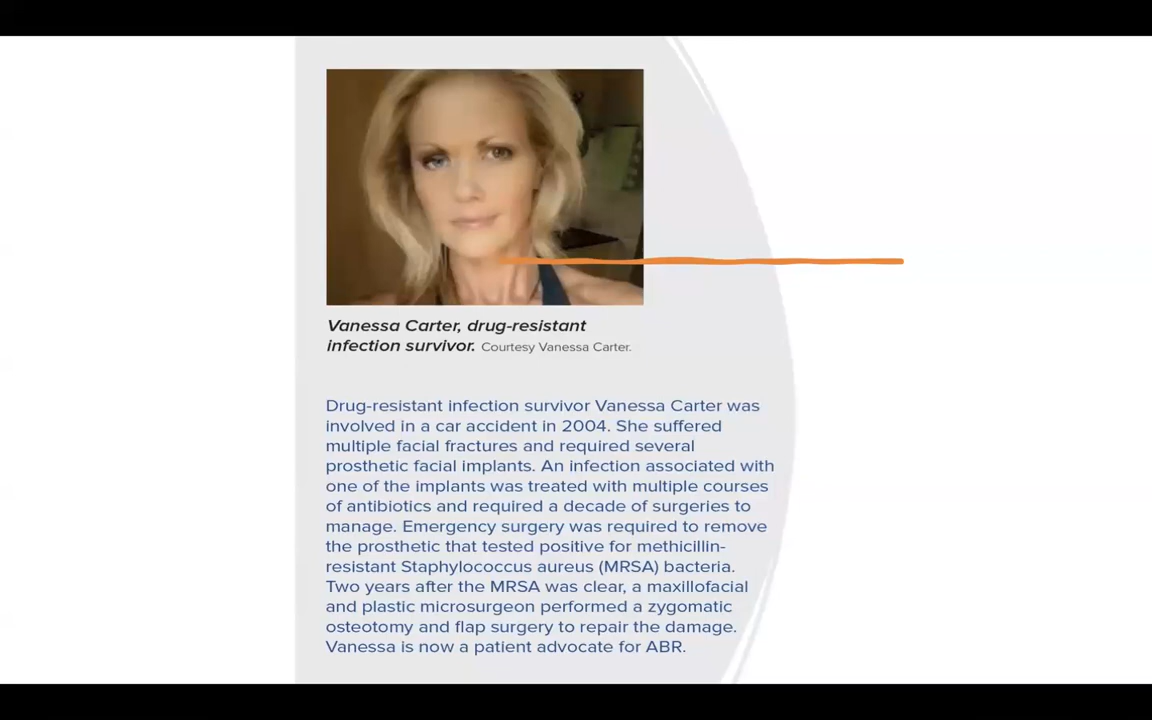 Vanessa Carter, drug-resistant
infection survivor. Courtesy Vanessa Carter.
Drug-resistant infection survivor Vanessa Carter was
involved in a car accident in 2004. She suffered
multiple facial fractures and required several
prosthetic facial implants. An infection associated with
one of the implants was treated with multiple courses
of antibiotics and required a decade of surgeries to
manage. Emergency surgery was required to remove
the prosthetic that tested positive for methicillin-
resistant Staphylococcus aureus (MRSA) bacteria.
Two years after the MRSA was clear, a maxillofacial
and plastic microsurgeon performed a zygomatic
osteotomy and flap surgery to repair the damage.
Vanessa is now a patient advocate for ABR.